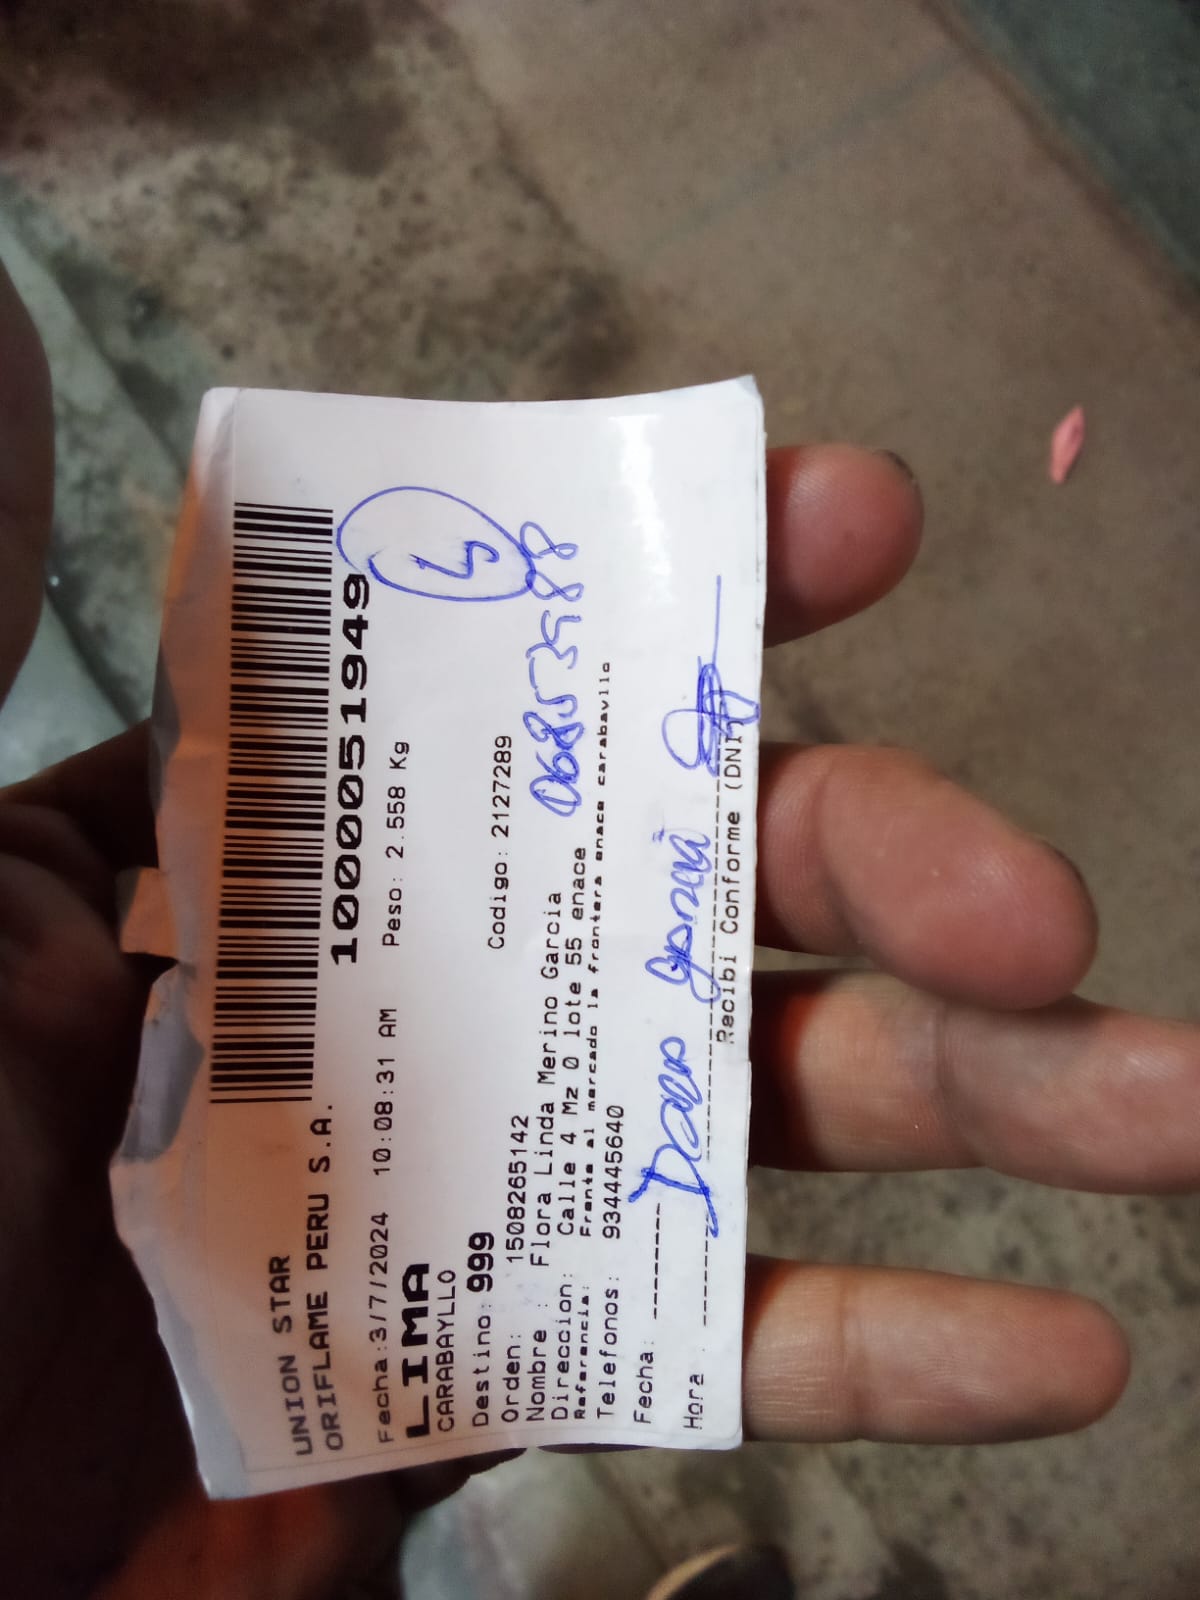 UNION STAR
ORIFLAME PERU S.A.
1000051949
Fecha:3/7/2024 10:08:31 AM Peso: 2.558 Kg
LIMA
CARABAYLLO
Destino: 999
Orden: 1508265142 Codigo: 2127289
Nombre : Flora Linda Merino Garcia
Direccion: Calle 4 Mz O lote 55 enace
Referencia: Frente al mercado la frontera enace carabayllo
Telefonos: 934445640
Fecha:
Hora :
Recibi Conforme (DNI)